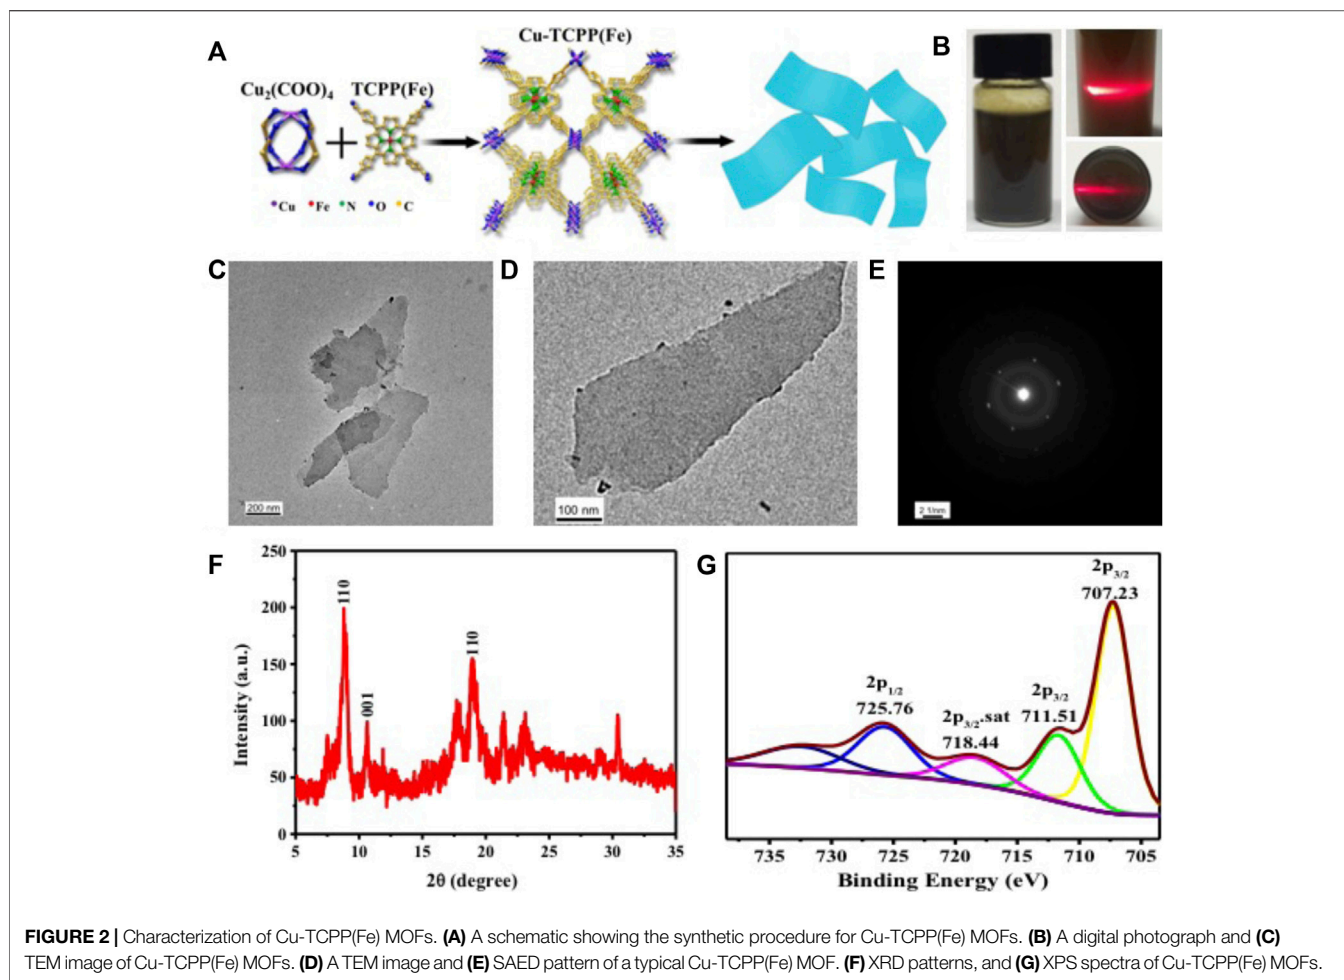 A
Cu₂(COO)₄
TCPP(Fe)
Cu-TCPP(Fe)
Cu Fe N O C
B
C
200 nm
D
100 nm
E
2 1/nm
F
250
200
150
100
50
0
Intensity (a.u.)
110
001
110
5 10 15 20 25 30 35
2θ (degree)
G
2p₃/₂
707.23
2p₁/₂
725.76
2p₃/₂.sat
718.44
2p₃/₂
711.51
735 730 725 720 715 710 705
Binding Energy (eV)
FIGURE 2 | Characterization of Cu-TCPP(Fe) MOFs. (A) A schematic showing the synthetic procedure for Cu-TCPP(Fe) MOFs. (B) A digital photograph and (C)
TEM image of Cu-TCPP(Fe) MOFs. (D) A TEM image and (E) SAED pattern of a typical Cu-TCPP(Fe) MOF. (F) XRD patterns, and (G) XPS spectra of Cu-TCPP(Fe) MOFs.